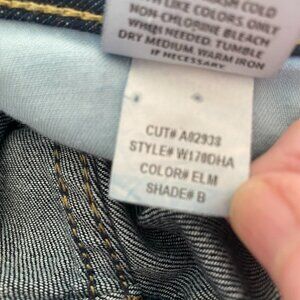 WITH LIKE COLORS. ONLY
NON-CHLORINE BLEACH
WHEN NEEDED. TUMBLE
DRY MEDIUM. WARM IRON
IF NECESSARY.
CUT# A02938
STYLE# W170DHA
COLOR# ELM
SHADE# B